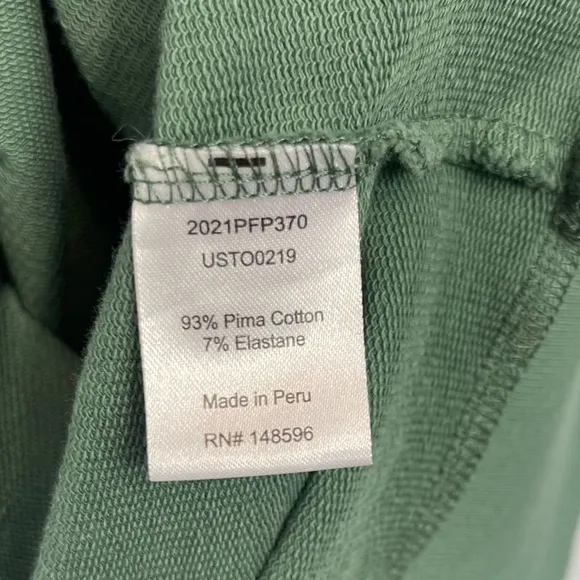 2021PFP370
USTO0219
93% Pima Cotton
7% Elastane
Made in Peru
RN# 148596